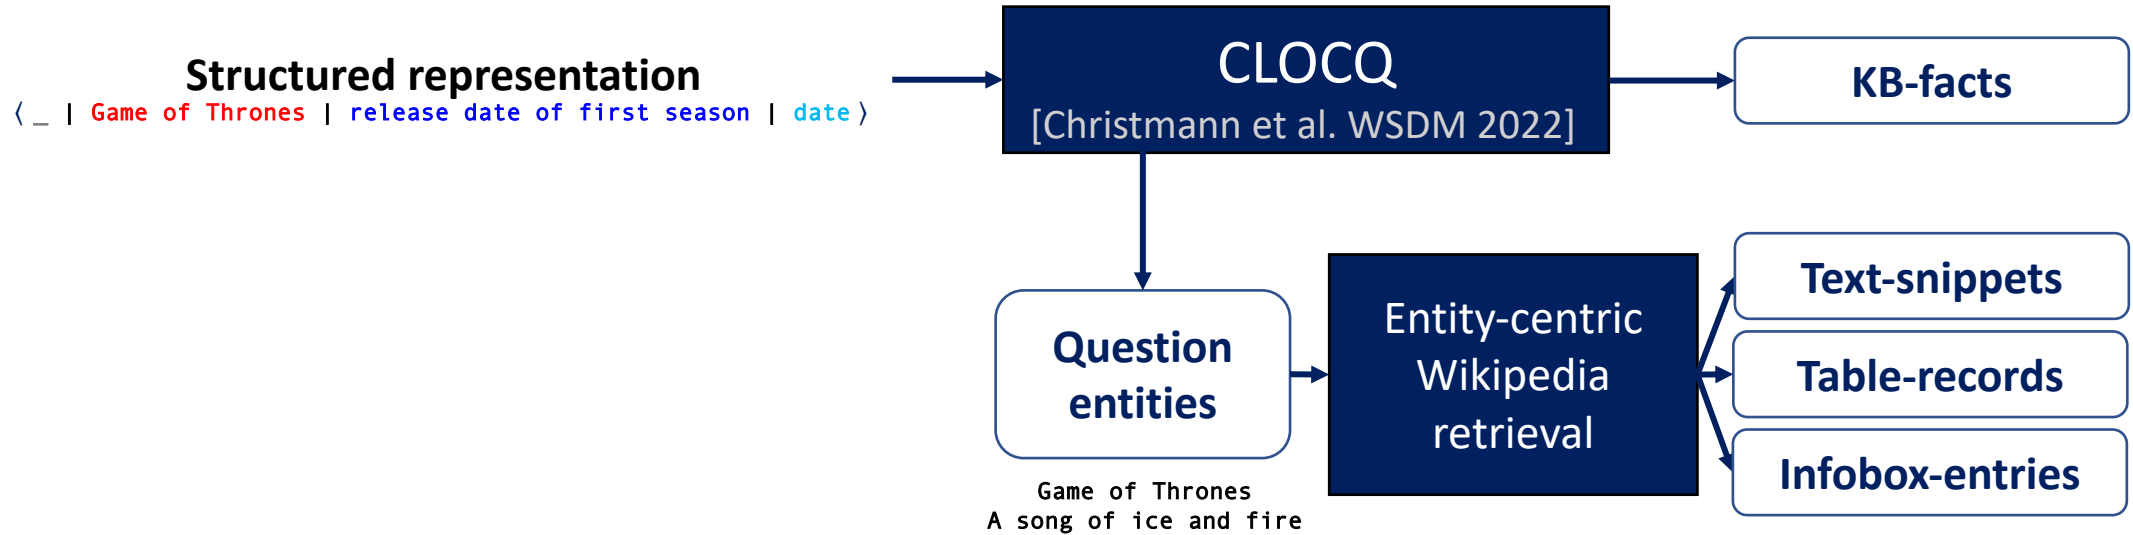 Structured representation
⟨ _ | Game of Thrones | release date of first season | date ⟩
CLOCQ
[Christmann et al. WSDM 2022]
KB-facts
Question
entities
Game of Thrones
A song of ice and fire
Entity-centric
Wikipedia
retrieval
Text-snippets
Table-records
Infobox-entries